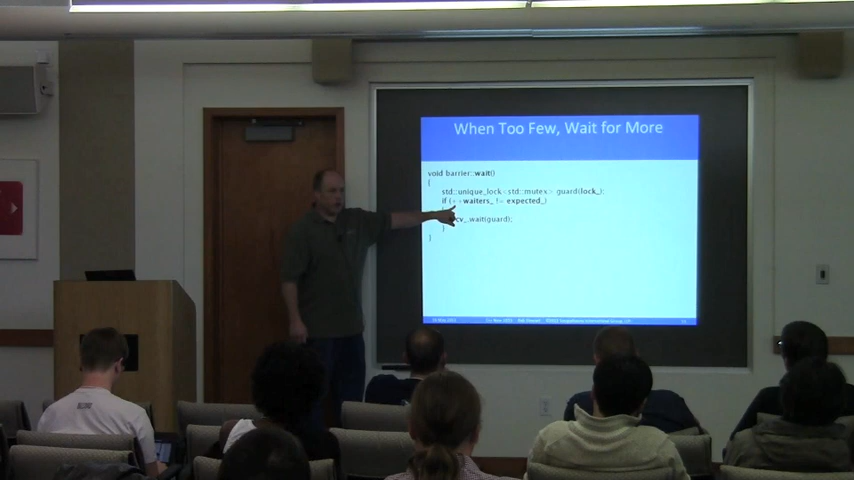 When Too Few, Wait for More
void barrier::wait()
{
std::unique_lock<std::mutex> guard(lock_);
if (++waiters_ != expected_)
cv_.wait(guard);
}
}